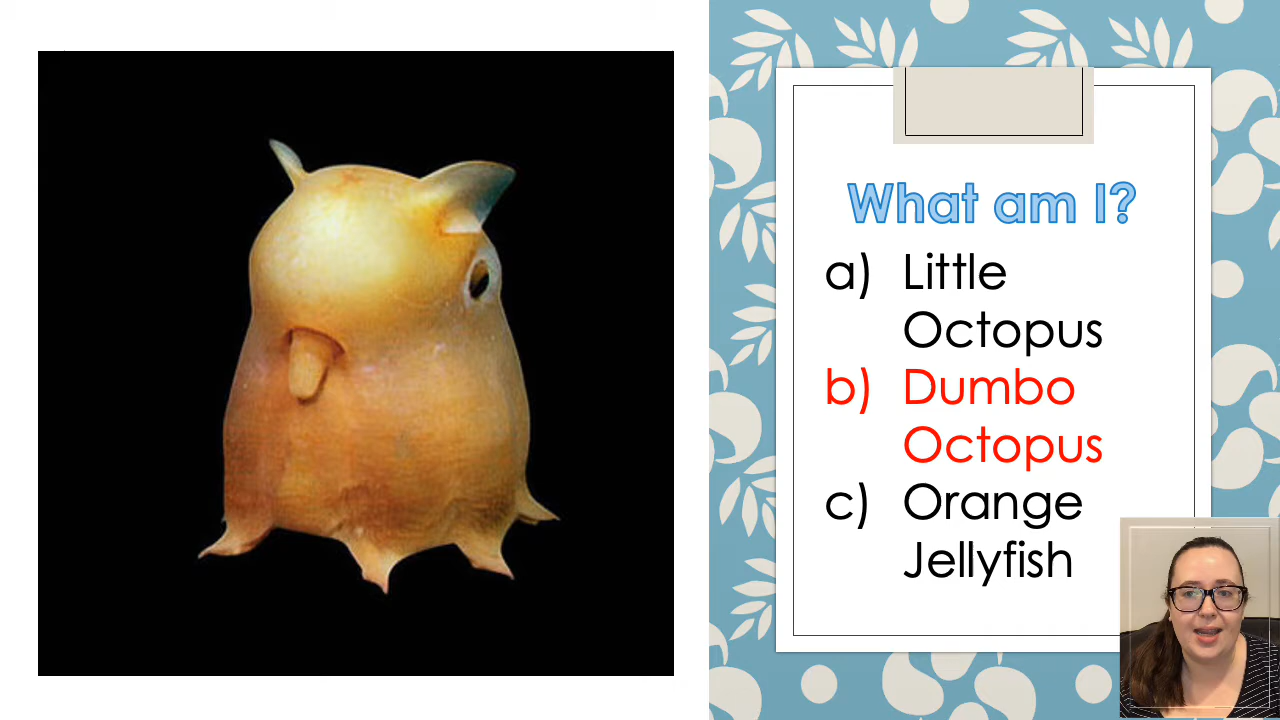 What am I?
a) Little
Octopus
b) Dumbo
Octopus
c) Orange
Jellyfish